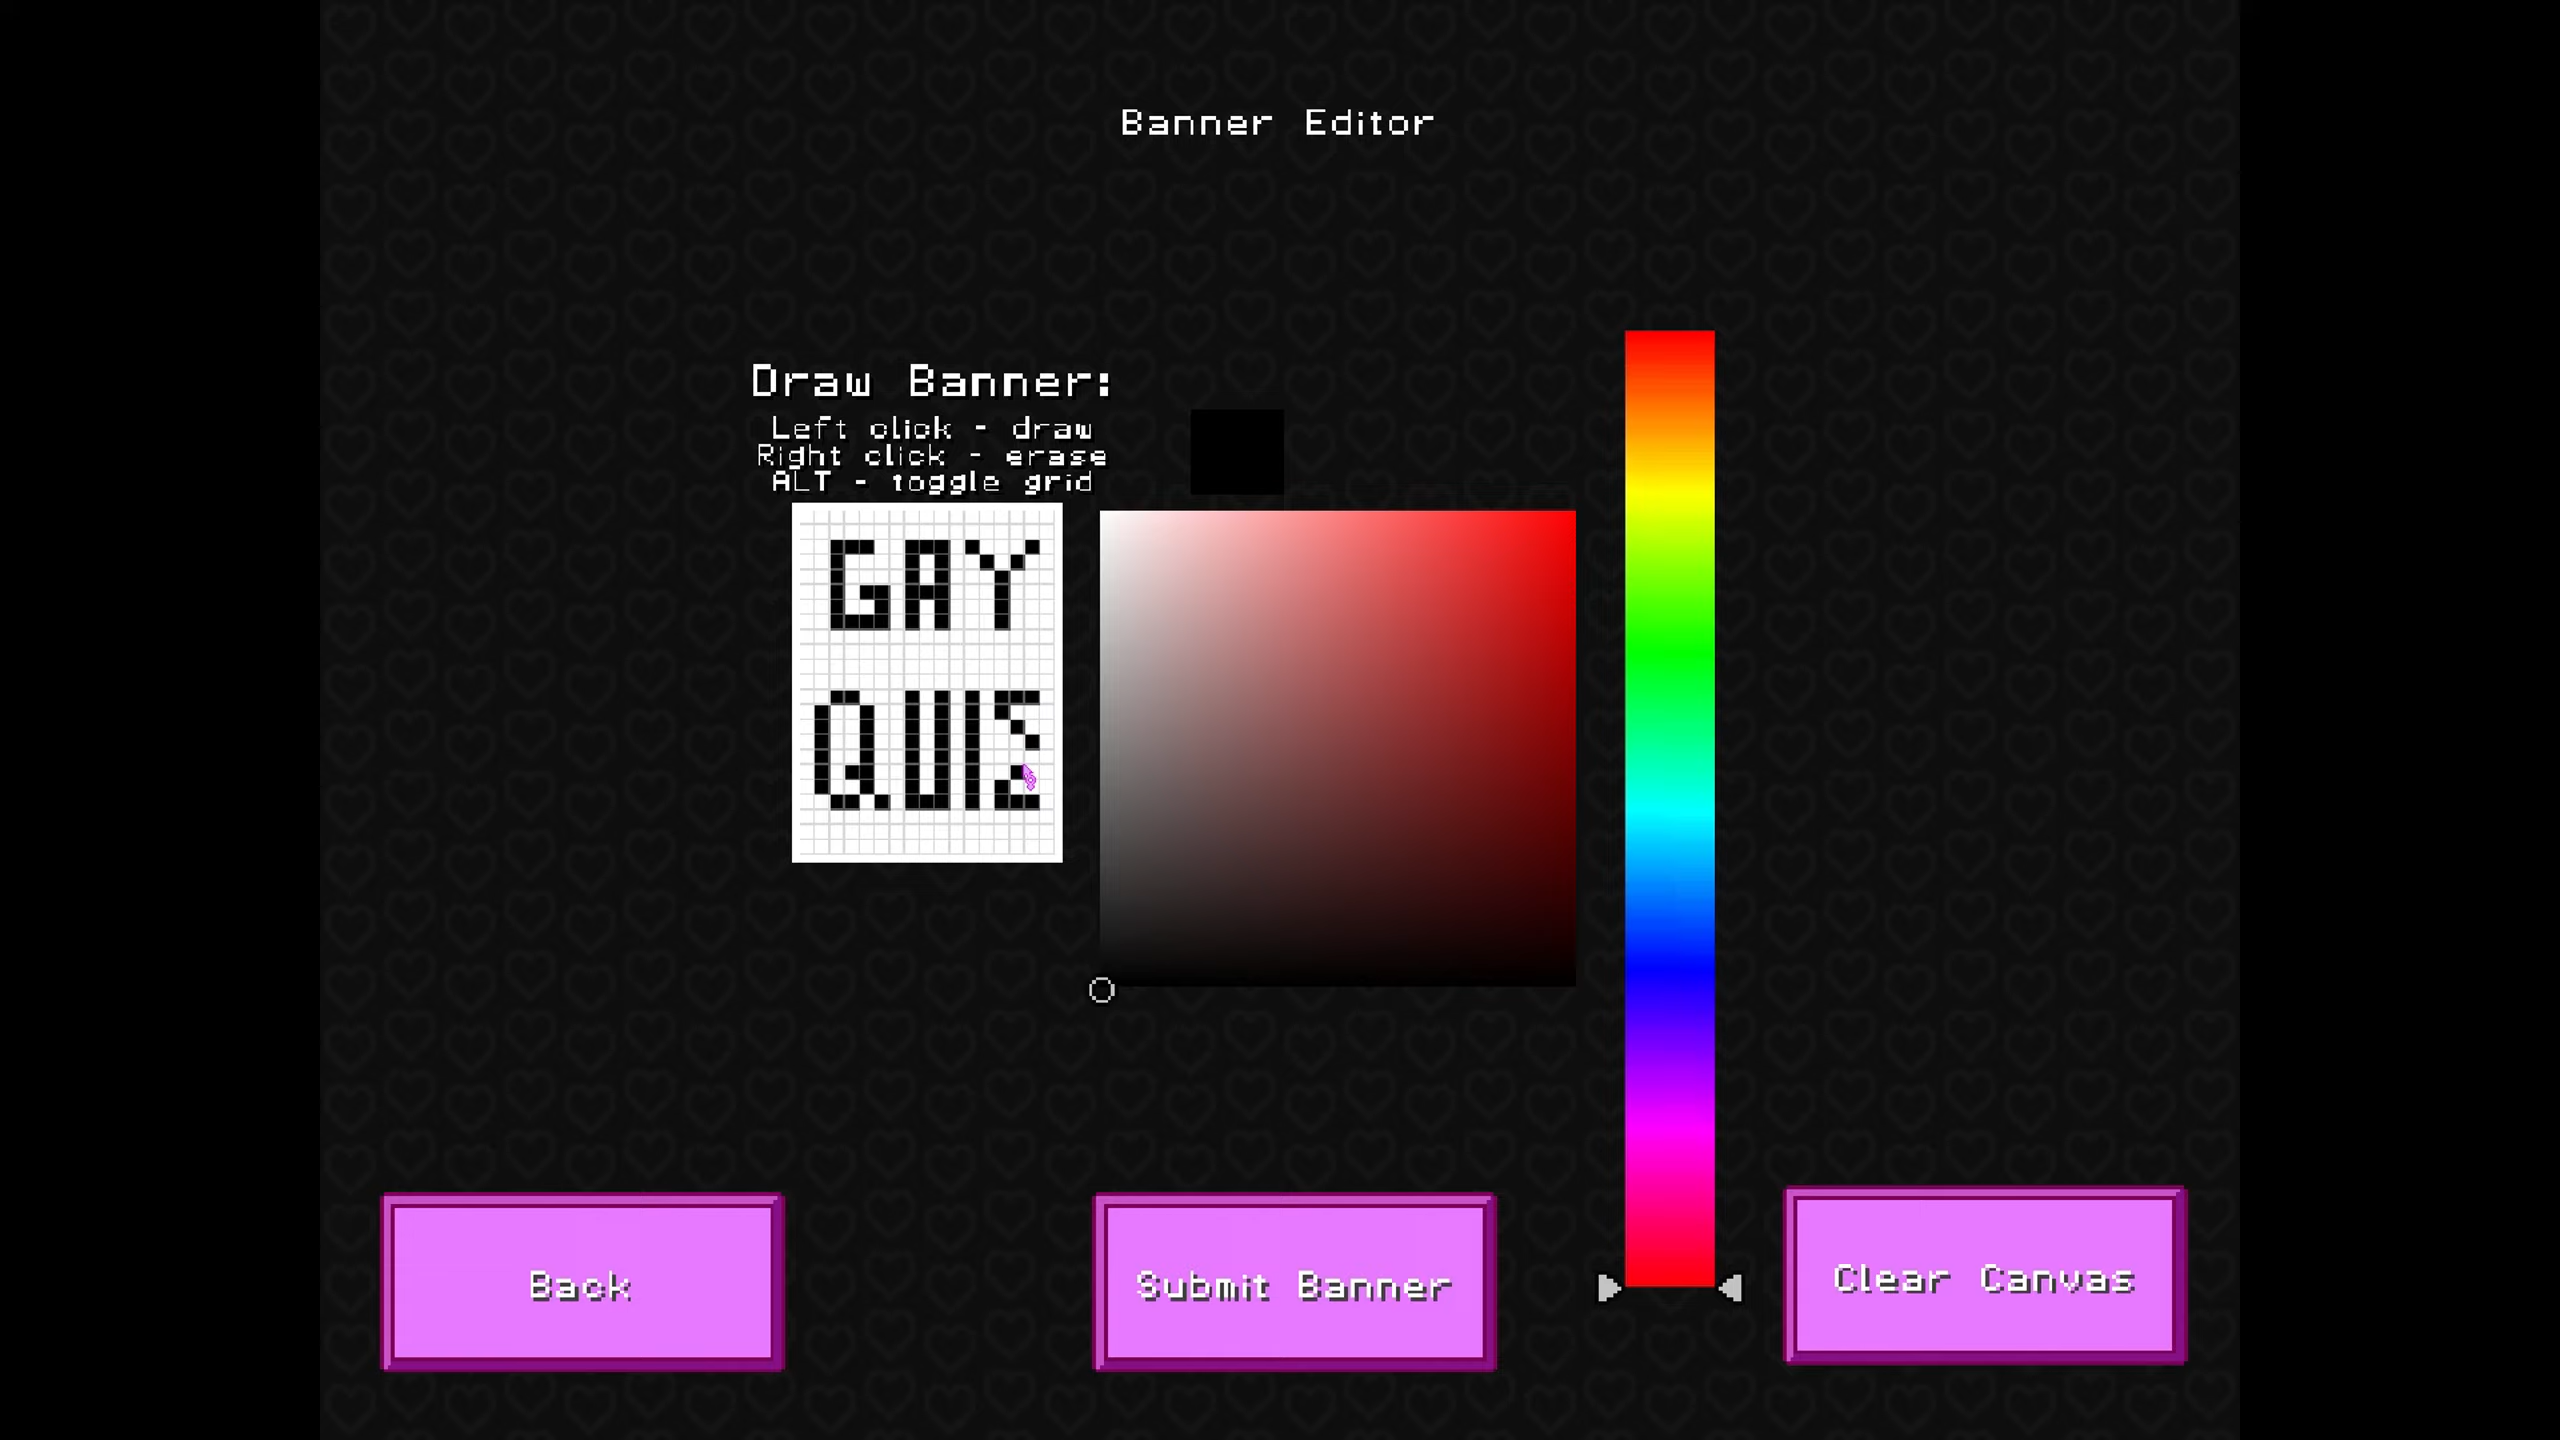 Banner Editor
Draw Banner:
Left click - draw
Right click - erase
ALT - toggle grid
GAY
QUIZ
Back
Submit Banner
Clear Canvas